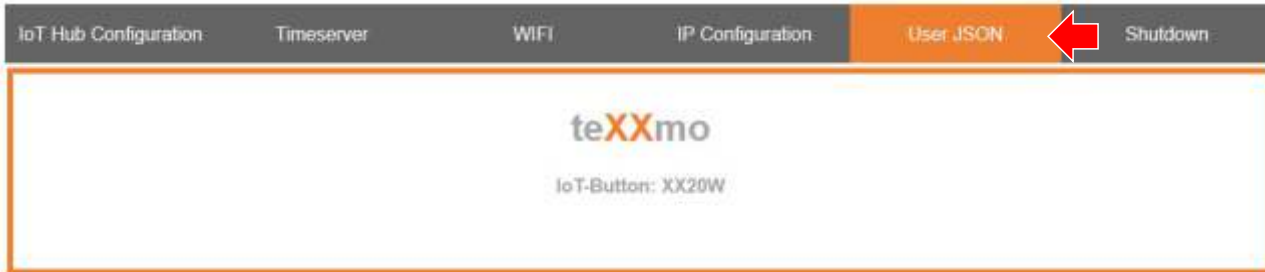 IoT Hub Configuration Timeserver WIFI IP Configuration User JSON Shutdown
teXXmo
IoT-Button: XX20W